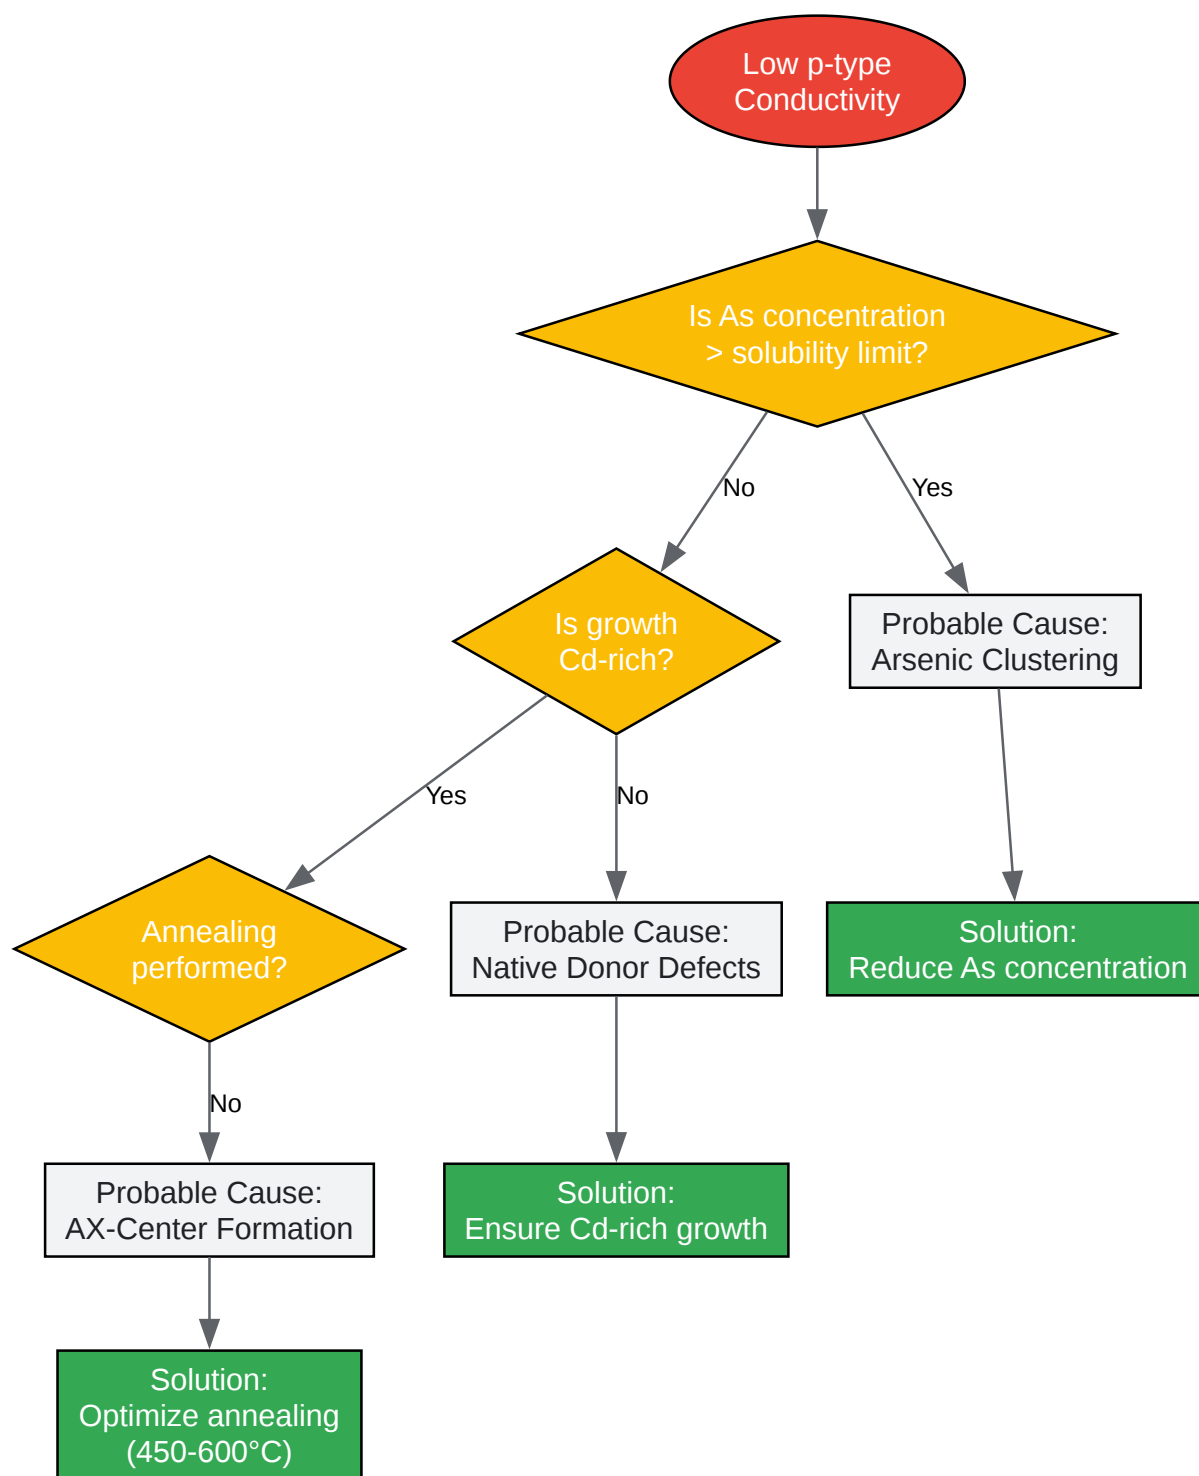 Low p-type
Conductivity
Is As concentration
> solubility limit?
No
Yes
Is growth
Cd-rich?
Probable Cause:
Arsenic Clustering
Yes
No
Annealing
performed?
Probable Cause:
Native Donor Defects
Solution:
Reduce As concentration
No
Probable Cause:
AX-Center Formation
Solution:
Ensure Cd-rich growth
Solution:
Optimize annealing
(450-600°C)